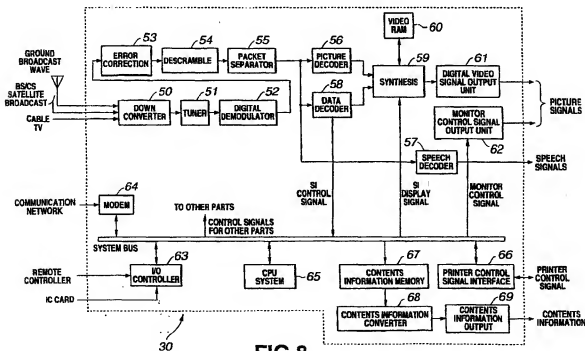 53
ERROR CORRECTION
54
DESCRAMBLE
55
PACKET SEPARATOR
56
PICTURE DECODER
VIDEO RAM
60
59
SYNTHESIS
61
DIGITAL VIDEO SIGNAL OUTPUT UNIT
GROUND BROADCAST WAVE
BS/CS SATELLITE BROADCAST
CABLE TV
50
DOWN CONVERTER
51
TUNER
52
DIGITAL DEMODULATOR
58
DATA DECODER
MONITOR CONTROL SIGNAL OUTPUT UNIT
62
PICTURE SIGNALS
57
SPEECH DECODER
SPEECH SIGNALS
SI CONTROL SIGNAL
SI DISPLAY SIGNAL
MONITOR CONTROL SIGNAL
COMMUNICATION NETWORK
64
MODEM
TO OTHER PARTS
CONTROL SIGNALS FOR OTHER PARTS
SYSTEM BUS
REMOTE CONTROLLER
IC CARD
63
I/O CONTROLLER
CPU SYSTEM
65
67
CONTENTS INFORMATION MEMORY
66
PRINTER CONTROL SIGNAL INTERFACE
PRINTER CONTROL SIGNAL
68
CONTENTS INFORMATION CONVERTER
69
CONTENTS INFORMATION OUTPUT
CONTENTS INFORMATION
30
FIG 8